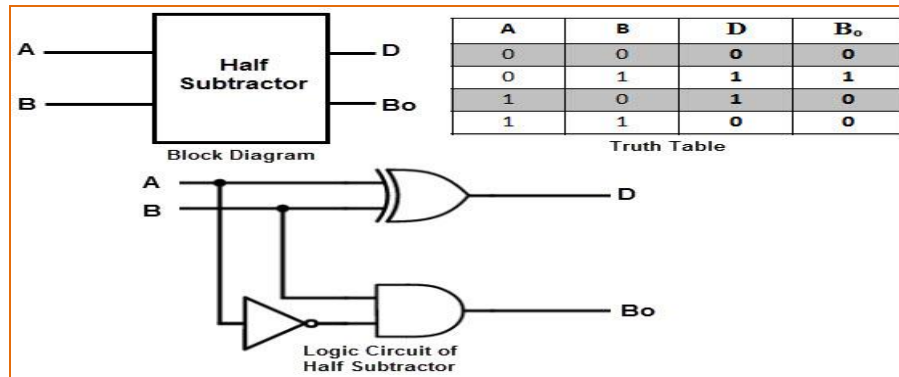 A
B
Half
Subtractor
D
Bo
Block Diagram
A B D Bₒ
0 0 0 0
0 1 1 1
1 0 1 0
1 1 0 0
Truth Table
A
B
D
Bo
Logic Circuit of
Half Subtractor